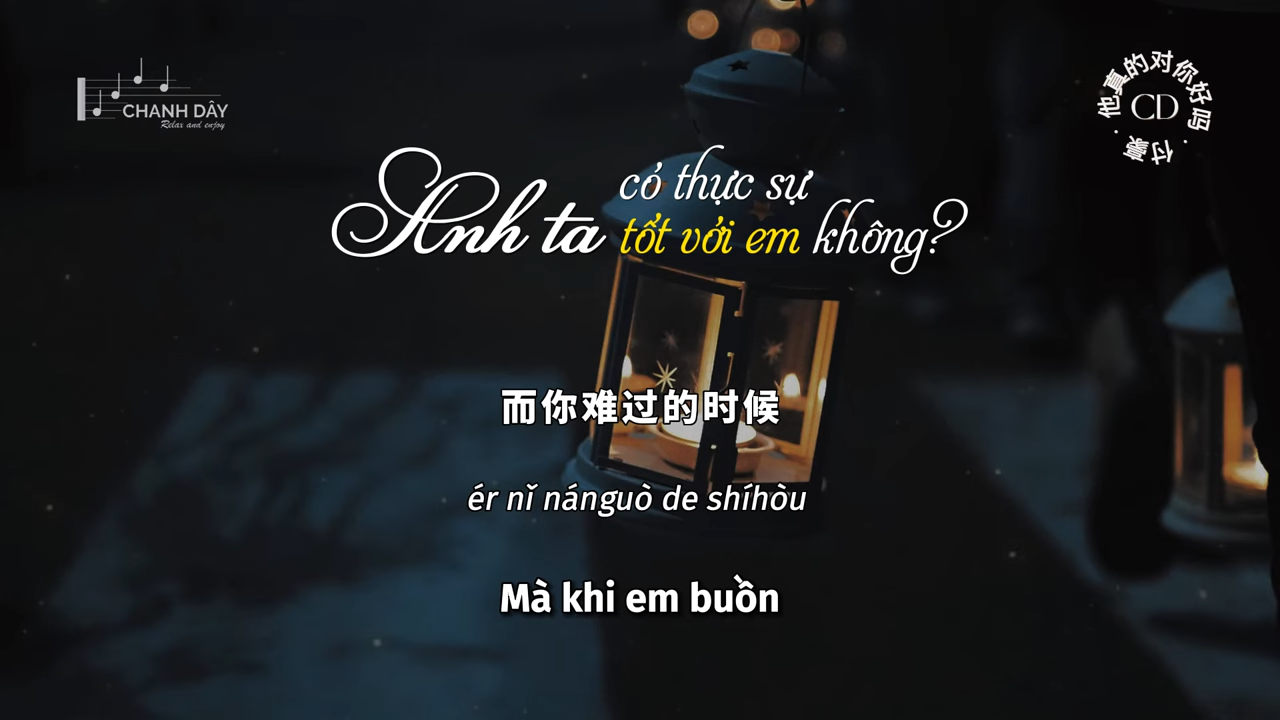 CHANH DÂY
Relax and enjoy
他真的对你好吗 · 付豪 ·
CD
Anh ta có thực sự
tốt với em không?
而你难过的时候
ér nǐ nánguò de shíhòu
Mà khi em buồn